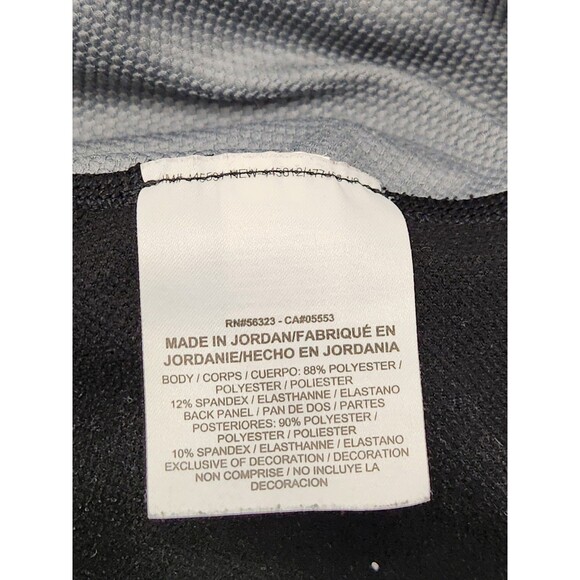 RN#56323 - CA#05553
MADE IN JORDAN/FABRIQUÉ EN
JORDANIE/HECHO EN JORDANIA
BODY / CORPS / CUERPO: 88% POLYESTER /
POLYESTER / POLIESTER
12% SPANDEX / ELASTHANNE / ELASTANO
BACK PANEL / PAN DE DOS / PARTES
POSTERIORES: 90% POLYESTER
/ POLYESTER / POLIESTER
10% SPANDEX / ELASTHANNE / ELASTANO
EXCLUSIVE OF DECORATION / DECORATION
NON COMPRISE / NO INCLUYE LA
DECORACION